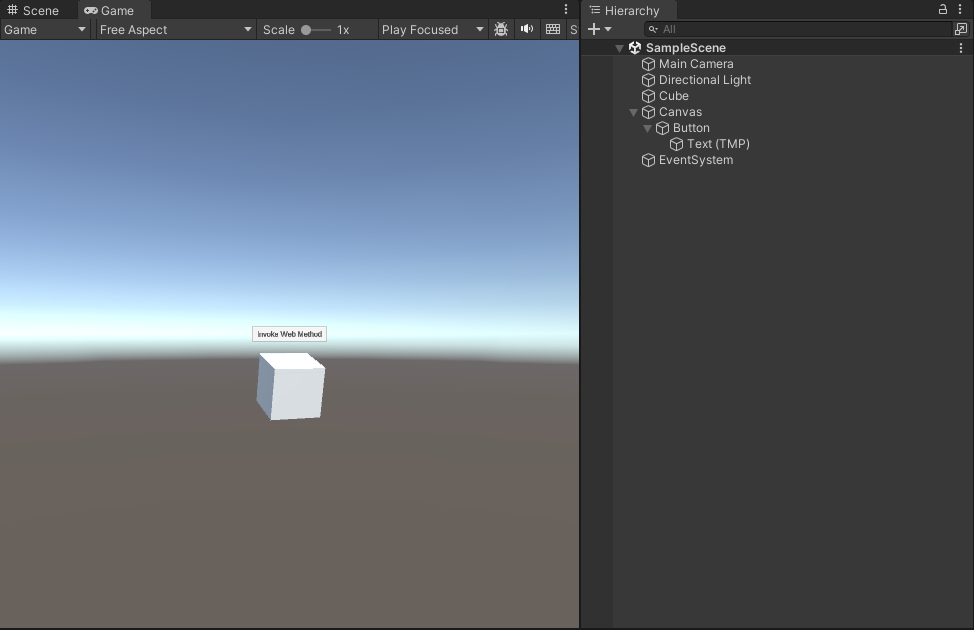 Scene Game
Game Free Aspect Scale 1x Play Focused S
Invoke Web Method
Hierarchy
All
SampleScene
Main Camera
Directional Light
Cube
Canvas
Button
Text (TMP)
EventSystem